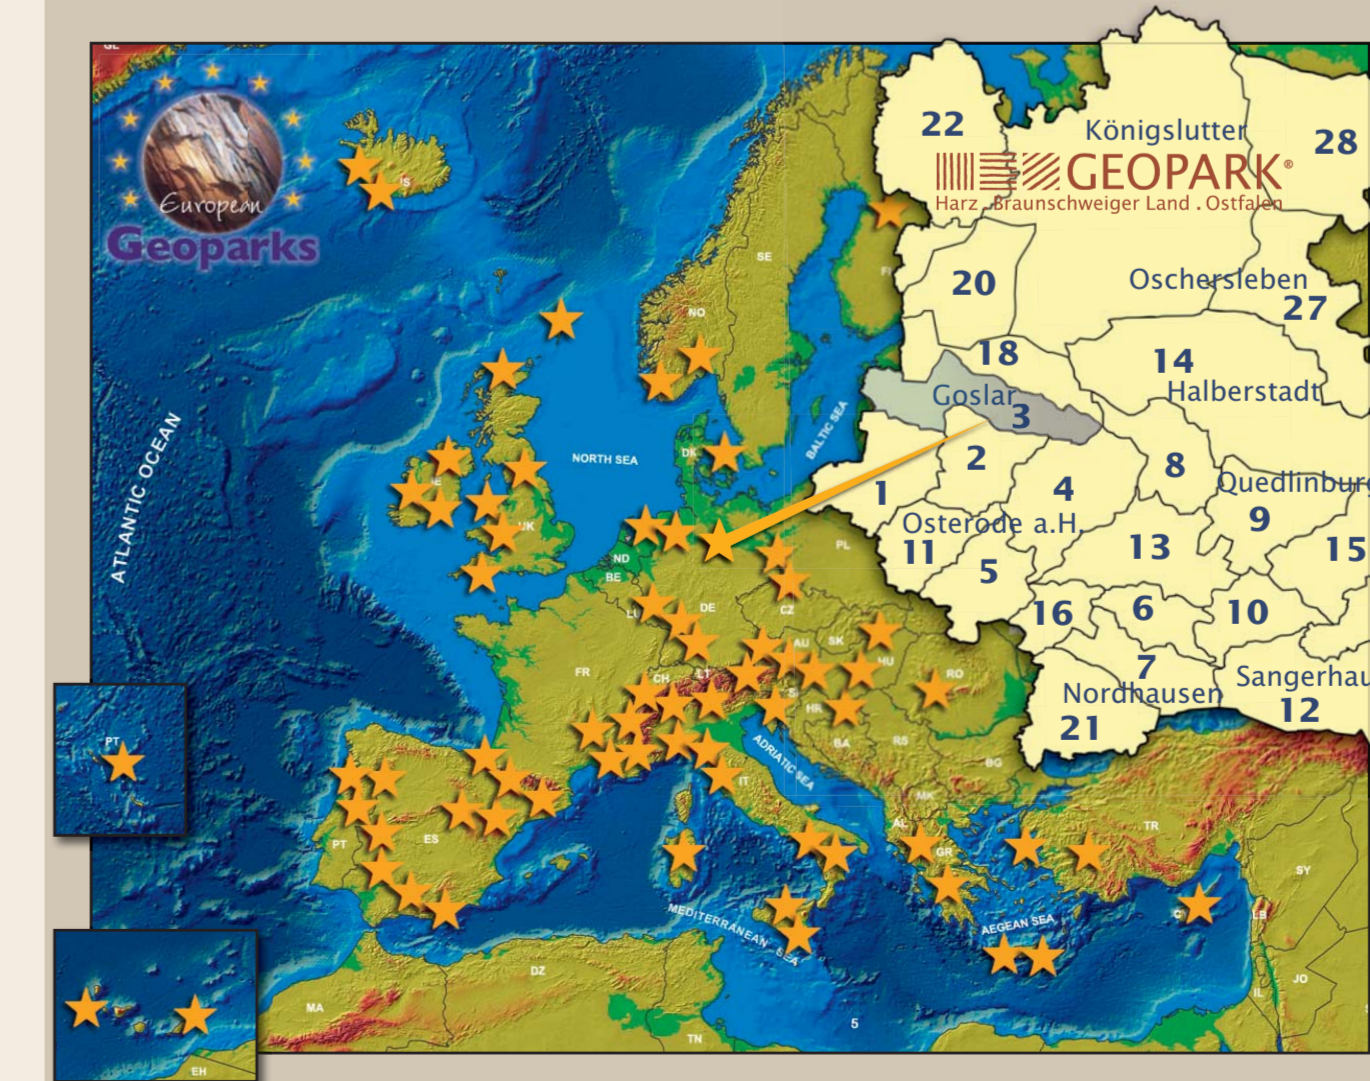 GL
European
Geoparks
IS
ATLANTIC OCEAN
SE
NO
NORTH SEA
DK
BALTIC SEA
IE
UK
ND
BE
PL
DE
CZ
FR
CH
AU
SK
HU
RO
HR
BA
RS
BG
ADRIATIC SEA
IT
MK
AL
GR
TR
PT
PT
ES
MEDITERRANEAN SEA
AEGEAN SEA
SY
LB
JO
IL
MA
DZ
TN
5
EH
22
Königslutter
28
GEOPARK®
Harz . Braunschweiger Land . Ostfalen
20
Oschersleben
27
18
14
Halberstadt
Goslar
3
2
8
1
4
Quedlinburg
9
Osterode a.H.
11
13
15
5
16
6
10
7
Nordhausen
Sangerhau
12
21